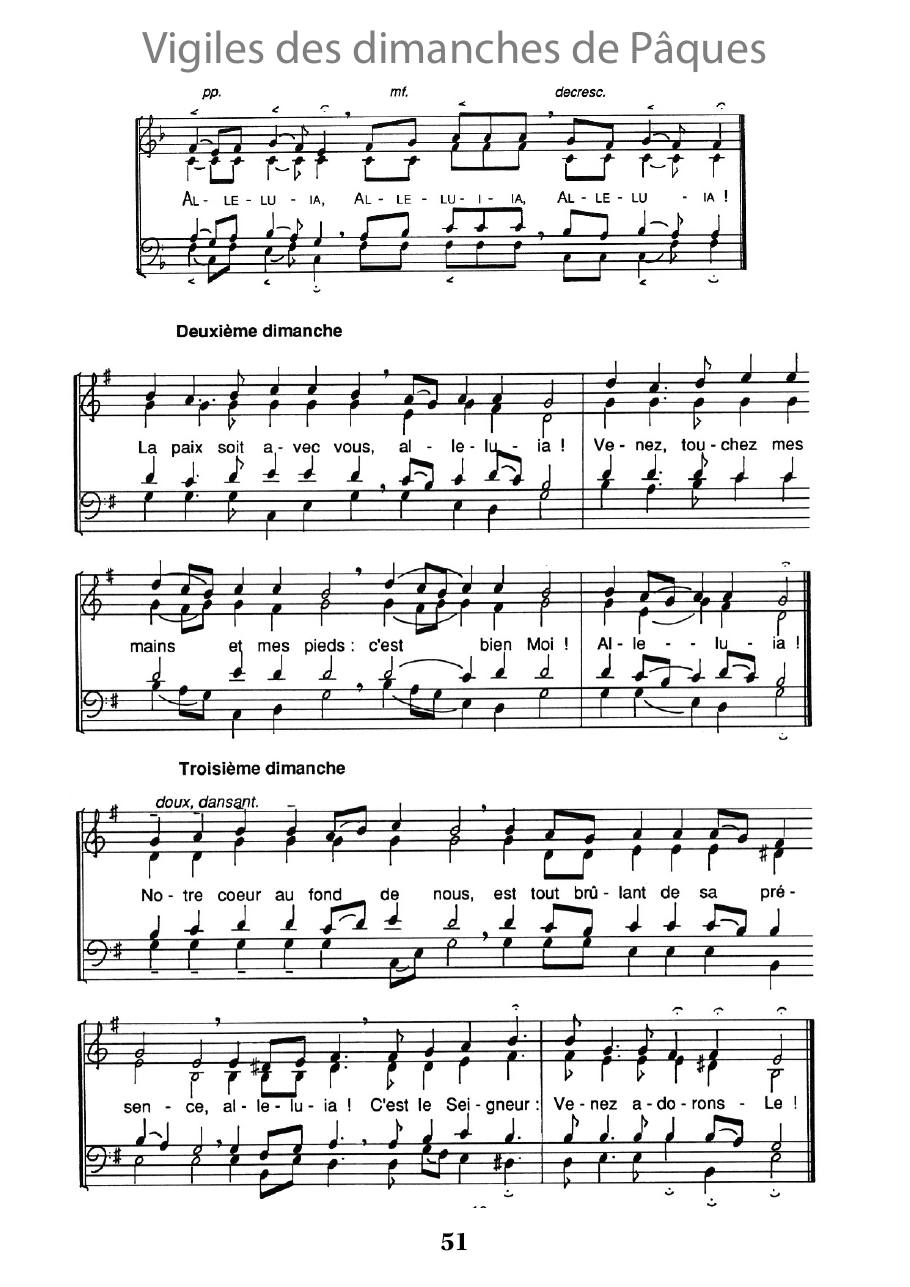 Vigiles des dimanches de Pâques
pp. mf. decresc.
AL - LE - LU - IA, AL - LE - LU - I - IA, AL - LE - LU - IA !
Deuxième dimanche
La paix soit a - vec vous, al - le - lu - ia ! Ve - nez, tou - chez mes
mains et mes pieds : c'est bien Moi ! Al - le - - lu - ia !
Troisième dimanche
doux, dansant.
No - tre coeur au fond de nous, est tout brû - lant de sa pré -
sen - ce, al - le - lu - ia ! C'est le Sei - gneur : Ve - nez a - do - rons - Le !
51